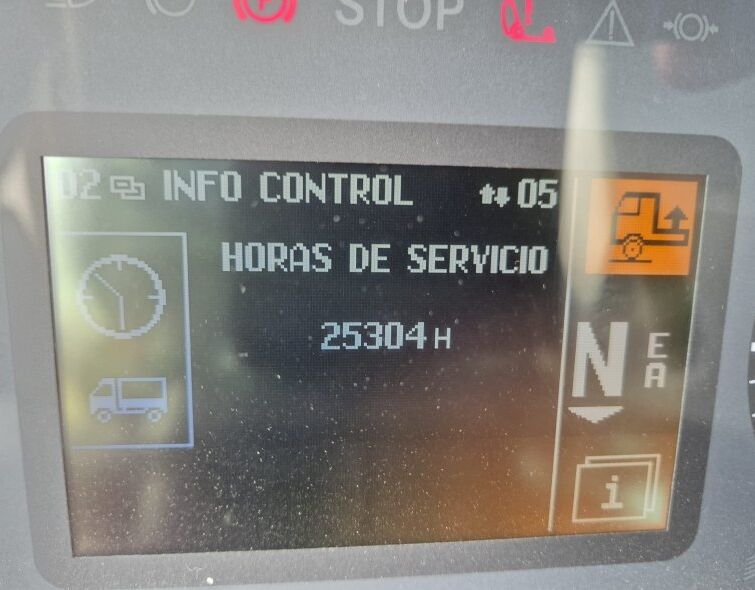 STOP
02 INFO CONTROL 05
HORAS DE SERVICIO
25304 H
N E
A
i